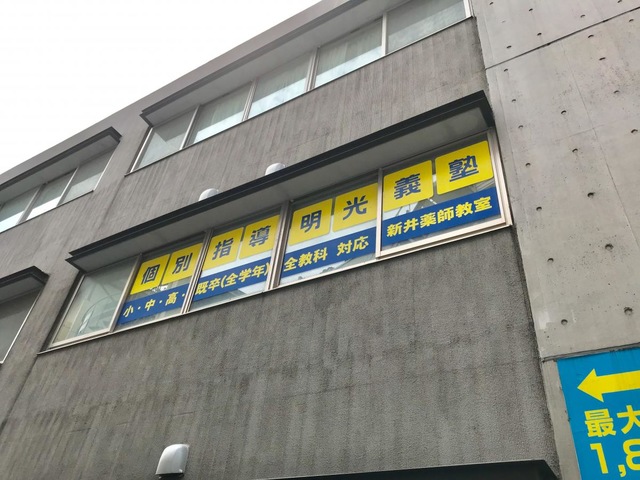 個別指導 明光義塾
小・中・高・既卒(全学年) 全教科 対応 新井薬師教室
最大
1,8